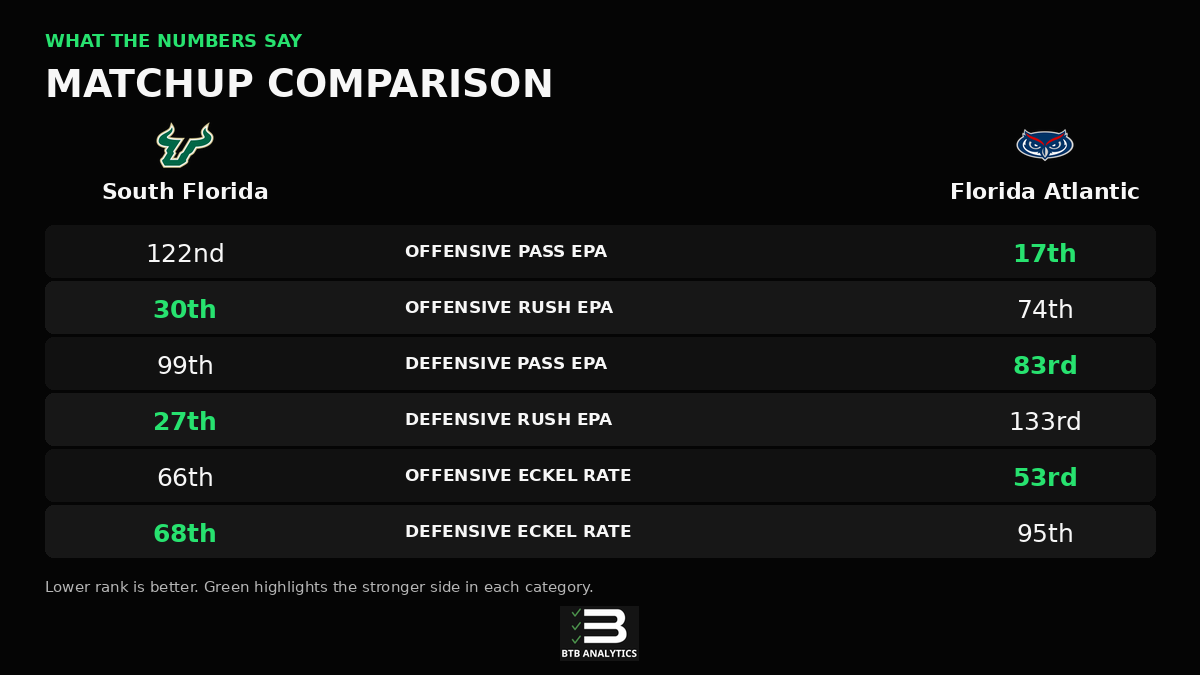 WHAT THE NUMBERS SAY
MATCHUP COMPARISON
South Florida
Florida Atlantic
122nd OFFENSIVE PASS EPA 17th
30th OFFENSIVE RUSH EPA 74th
99th DEFENSIVE PASS EPA 83rd
27th DEFENSIVE RUSH EPA 133rd
66th OFFENSIVE ECKEL RATE 53rd
68th DEFENSIVE ECKEL RATE 95th
Lower rank is better. Green highlights the stronger side in each category.
BTB ANALYTICS